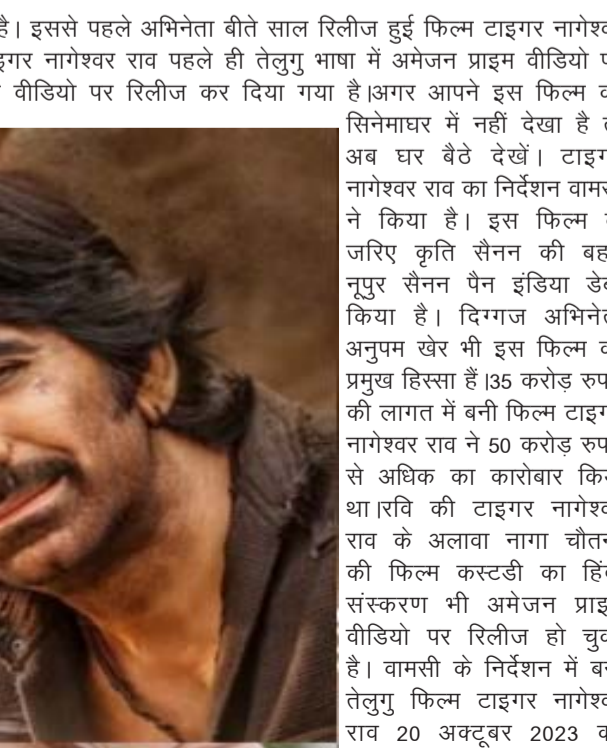 है। इससे पहले अभिनेता बीते साल रिलीज हुई फिल्म टाइगर नागेश्व
इगर नागेश्वर राव पहले ही तेलुगु भाषा में अमेजन प्राइम वीडियो प
वीडियो पर रिलीज कर दिया गया है।अगर आपने इस फिल्म क
सिनेमाघर में नहीं देखा है त
अब घर बैठे देखें। टाइग
नागेश्वर राव का निर्देशन वामस
ने किया है। इस फिल्म
जरिए कृति सैनन की बह
नूपुर सैनन पैन इंडिया डेब
किया है। दिग्गज अभिनेत
अनुपम खेर भी इस फिल्म क
प्रमुख हिस्सा हैं।35 करोड़ रुप
की लागत में बनी फिल्म टाइग
नागेश्वर राव ने 50 करोड़ रुप
से अधिक का कारोबार किय
था।रवि की टाइगर नागेश्व
राव के अलावा नागा चौतन
की फिल्म कस्टडी का हिं
संस्करण भी अमेजन प्राइ
वीडियो पर रिलीज हो चुक
है। वामसी के निर्देशन में बन
तेलुगु फिल्म टाइगर नागेश्व
राव 20 अक्टूबर 2023 क